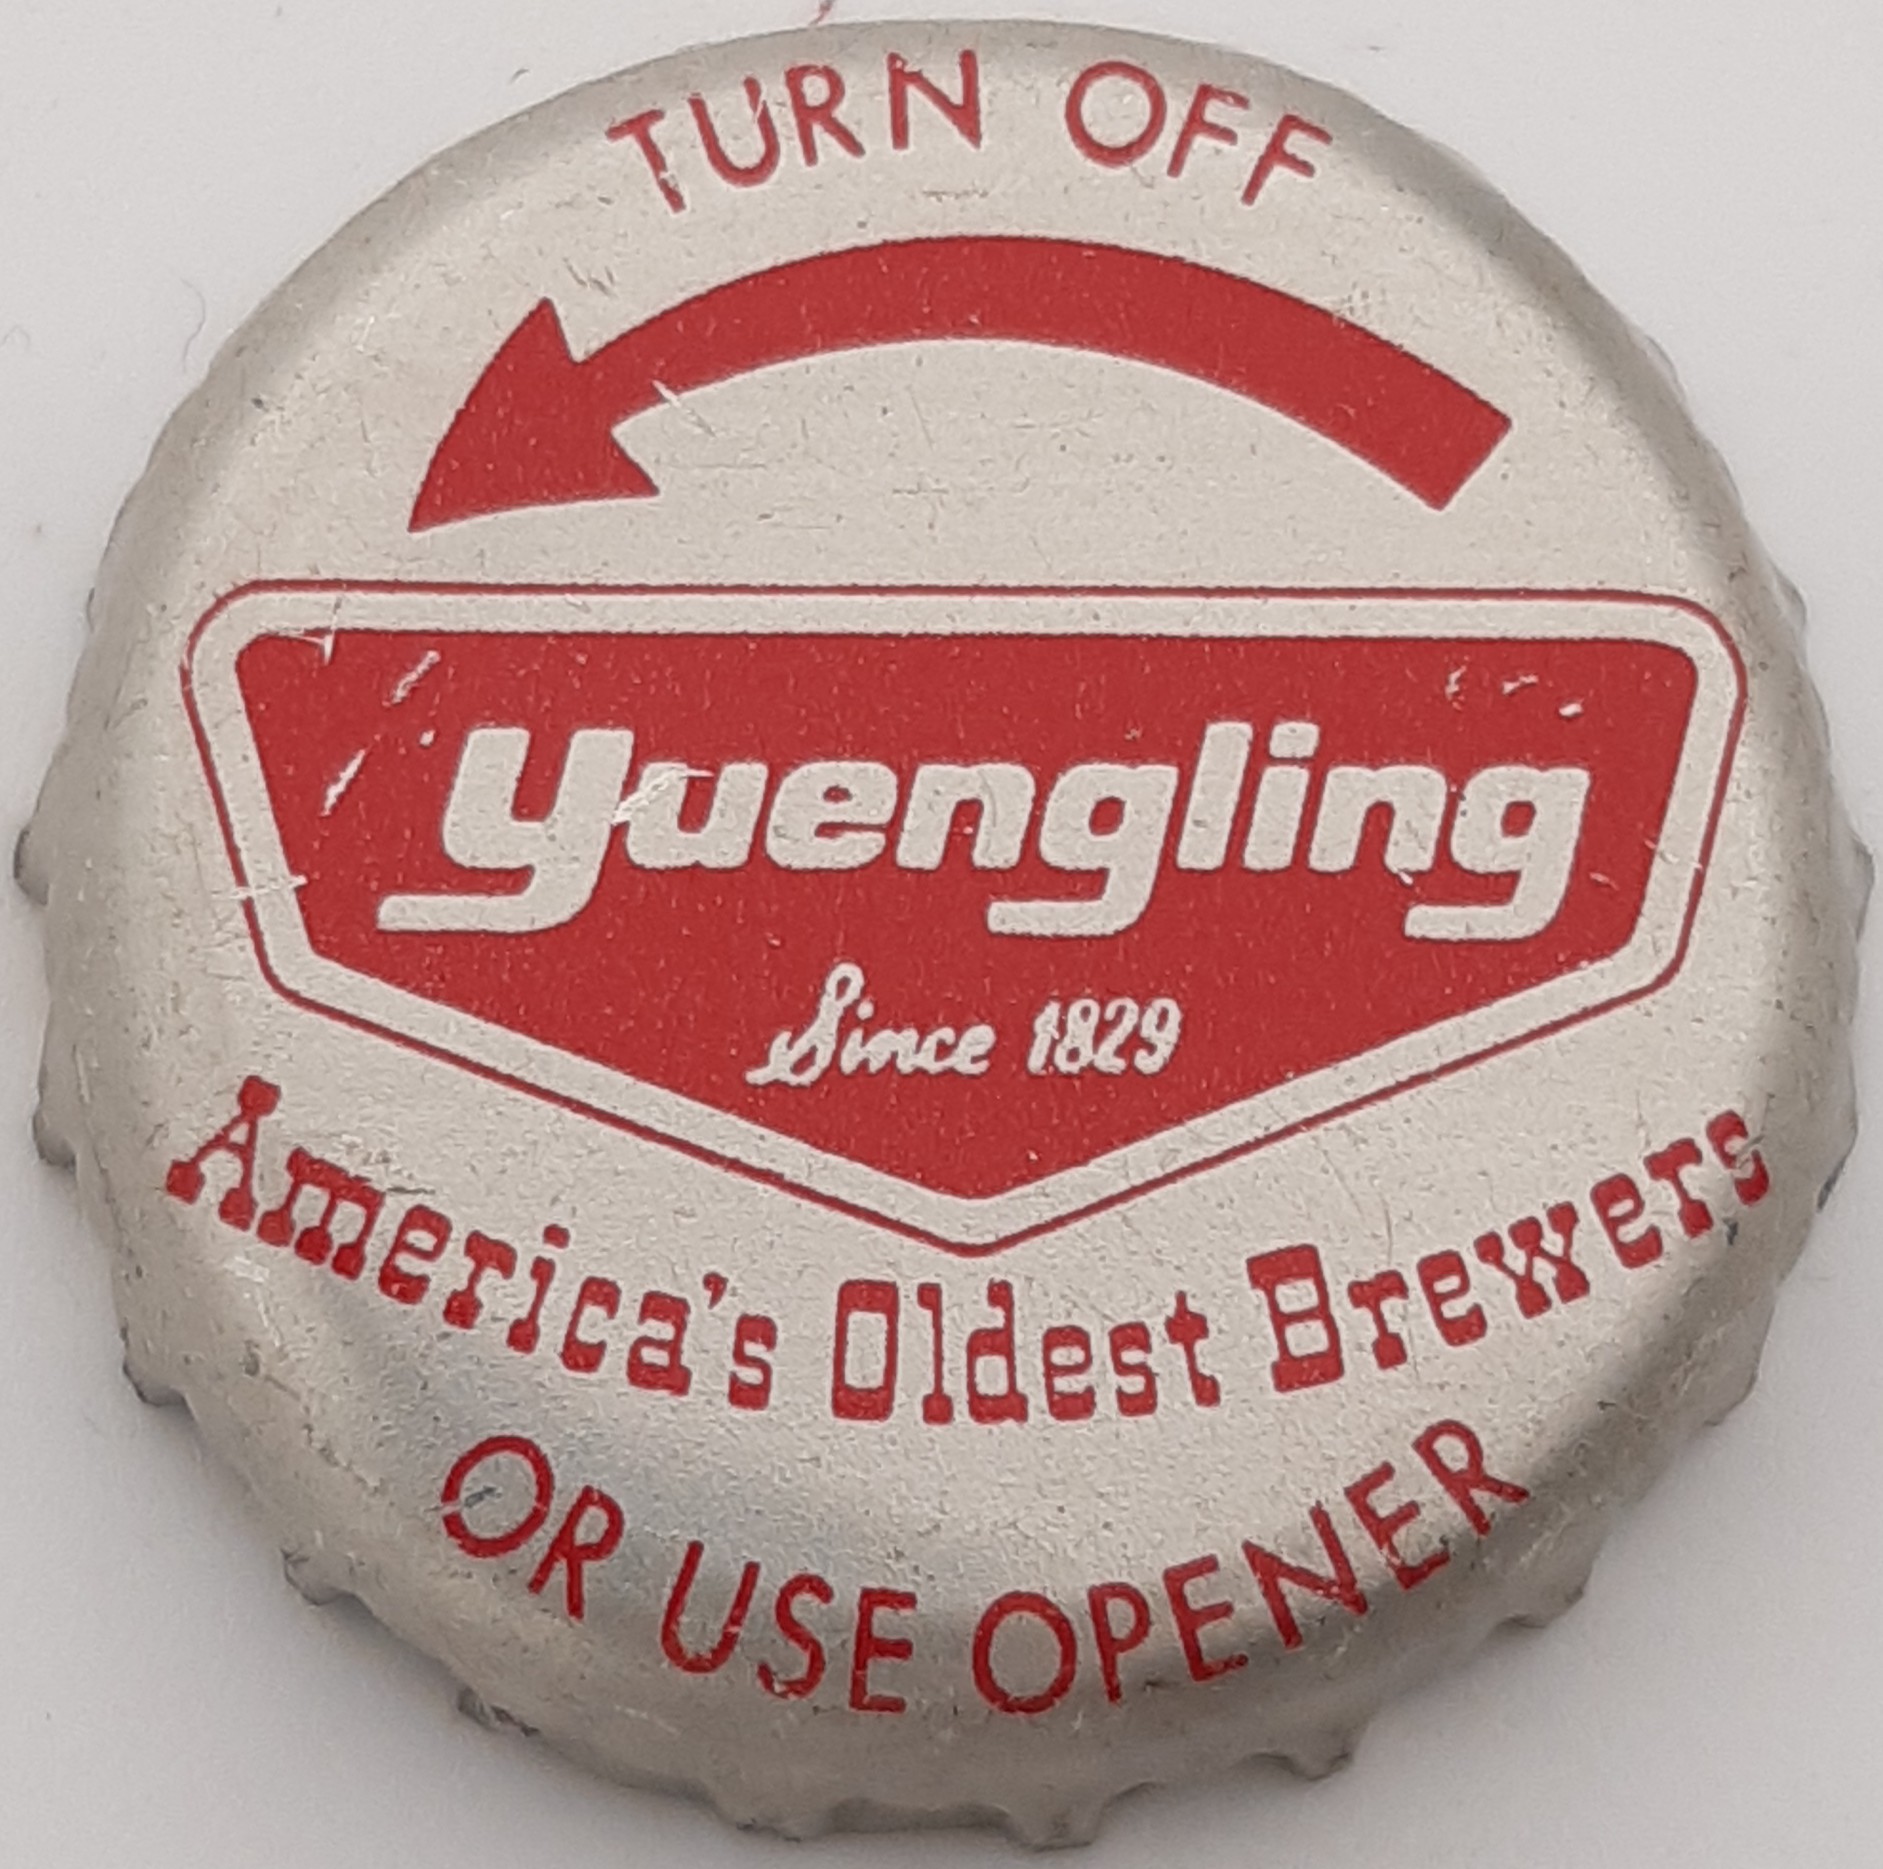 TURN OFF
yuengling
Since 1829
America's Oldest Brewers
OR USE OPENER